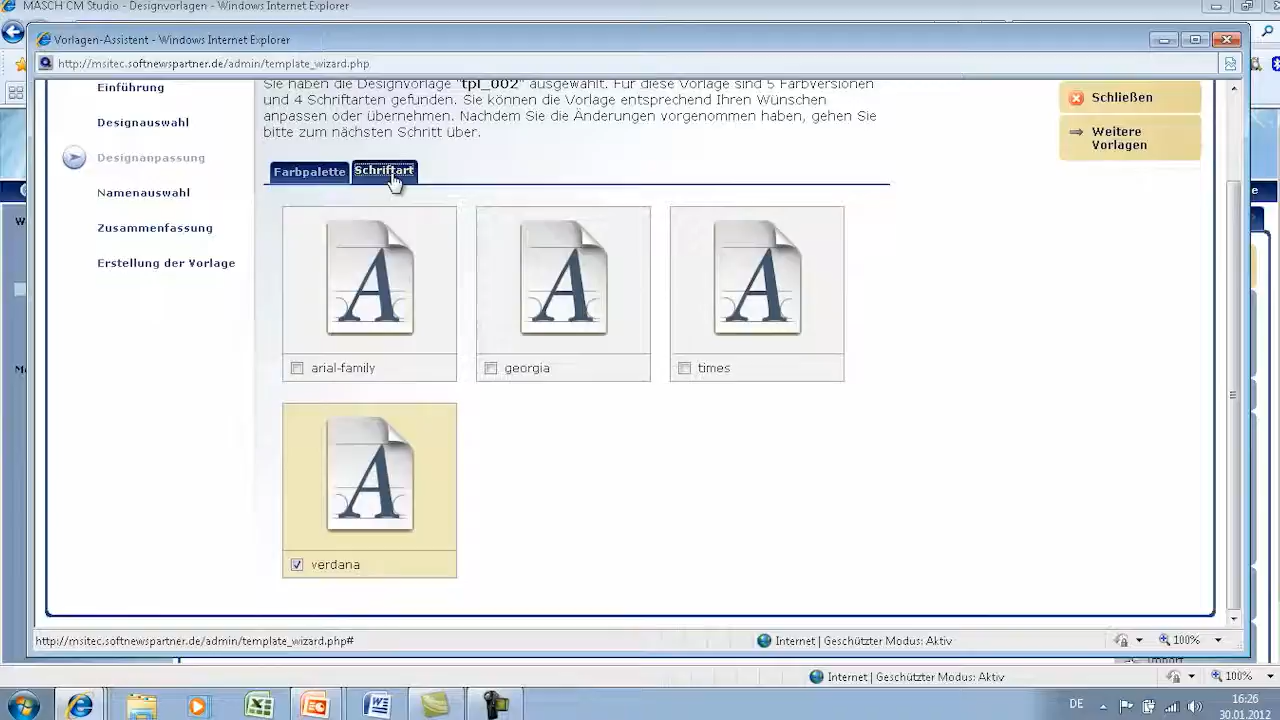 MASCH CM Studio - Designvorlagen - Windows Internet Explorer
Vorlagen-Assistent - Windows Internet Explorer
http://msitec.softnewspartner.de/admin/template_wizard.php
Sie haben die Designvorlage "tpl_002" ausgewählt. Für diese Vorlage sind 5 Farbversionen
und 4 Schriftarten gefunden. Sie können die Vorlage entsprechend Ihren Wünschen
anpassen oder übernehmen. Nachdem Sie die Änderungen vorgenommen haben, gehen Sie
bitte zum nächsten Schritt über.
Einführung
Designauswahl
Designanpassung
Namenauswahl
Zusammenfassung
Erstellung der Vorlage
Schließen
Weitere
Vorlagen
Farbpalette
Schriftart
A
A
A
arial-family
georgia
times
A
verdana
http://msitec.softnewspartner.de/admin/template_wizard.php#
Internet | Geschützter Modus: Aktiv
100%
Internet | Geschützter Modus: Aktiv
100%
DE
16:26
30.01.2012